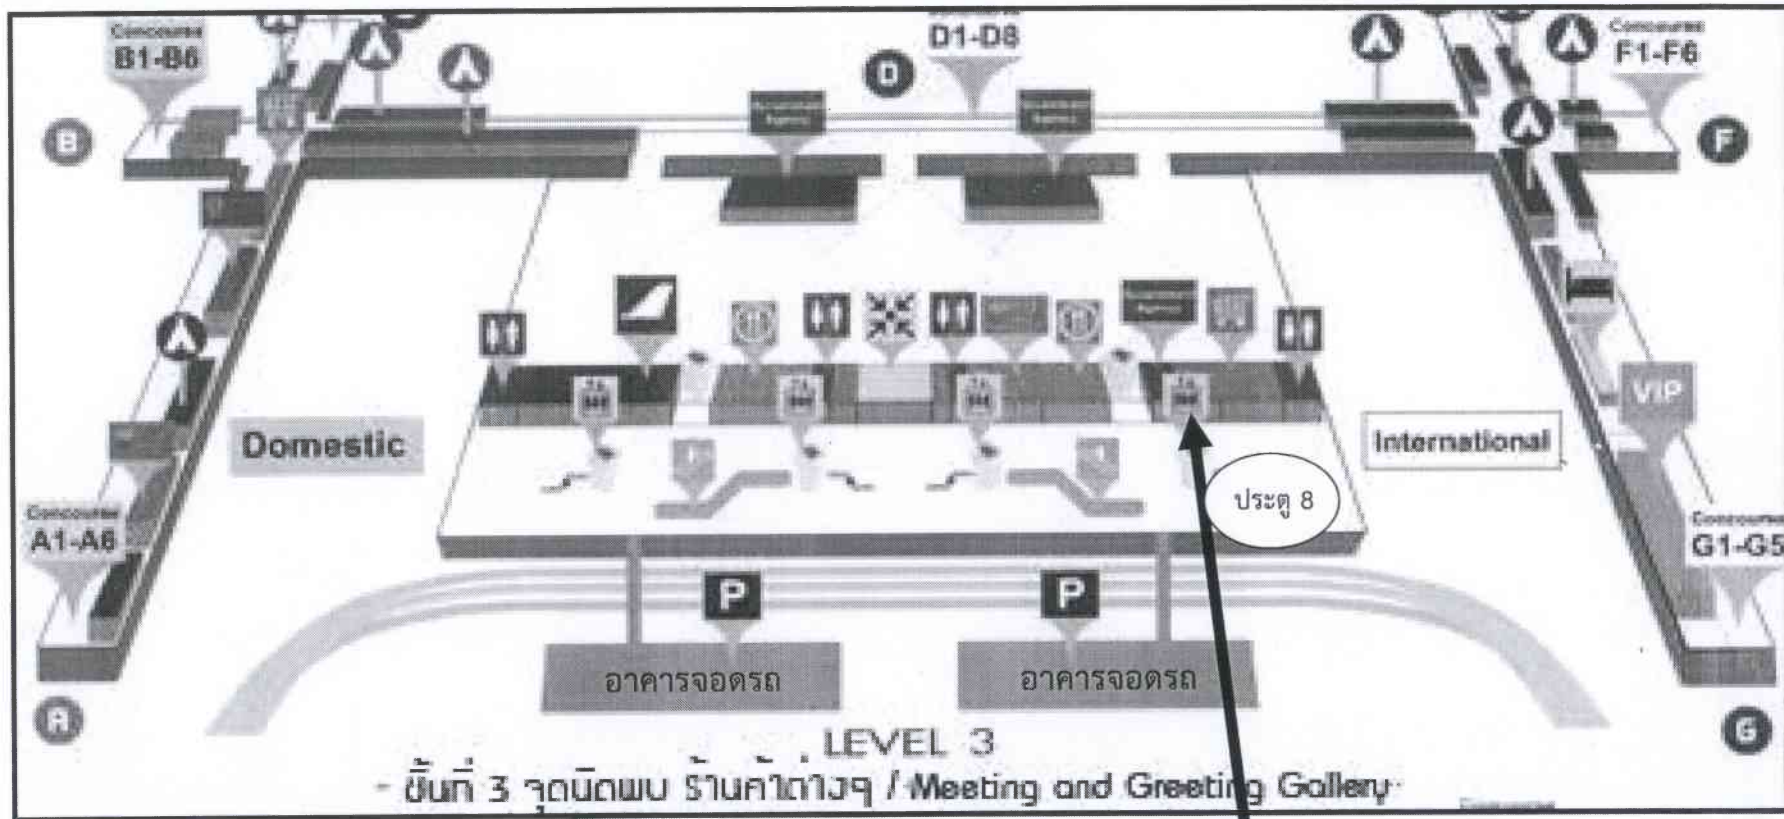 Concourse
B1-B6
D1-D8
Concourse
F1-F6
D
B
F
VIP
Domestic
International
ประตู 8
Concourse
A1-A6
Concourse
G1-G5
P
P
อาคารจอดรถ
อาคารจอดรถ
A
G
LEVEL 3
- ชั้นที่ 3 จุดนัดพบ ร้านค้าต่างๆ / Meeting and Greeting Gallery